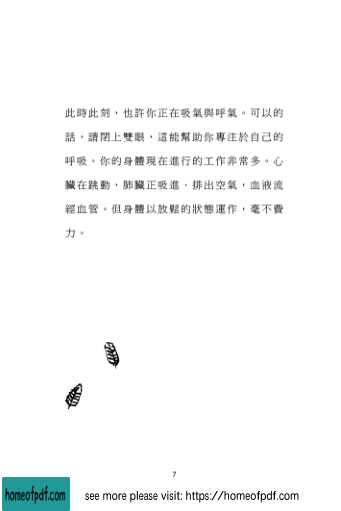 此時此刻，也許你正在吸氣與呼氣。可以的
話，請閉上雙眼，這能幫助你專注於自己的
呼吸。你的身體現在進行的工作非常多。心
臟在跳動，肺臟正吸進、排出空氣，血液流
經血管。但身體以放鬆的狀態運作，毫不費
力。
7
homeofpdf.com
see more please visit: https://homeofpdf.com